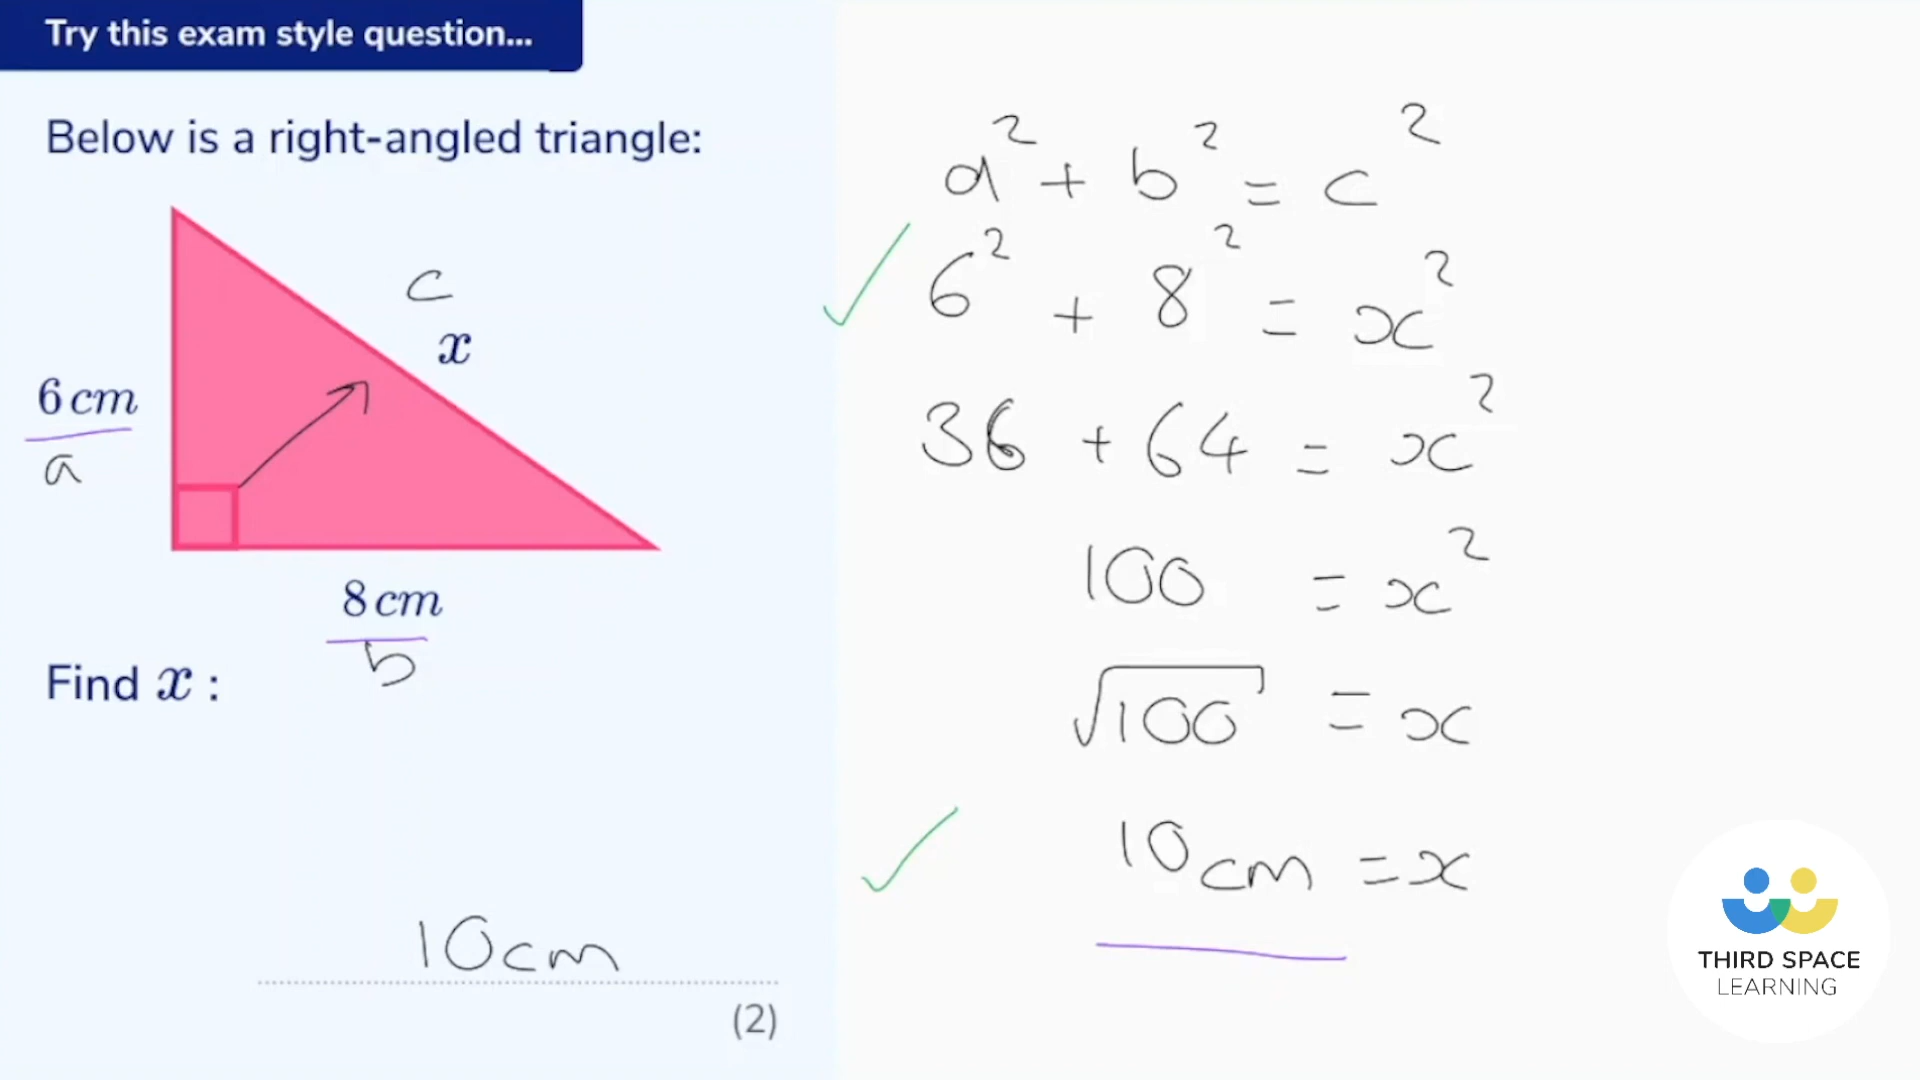 Try this exam style question...
Below is a right-angled triangle:
c
x
6 cm
a
8 cm
b
Find x :
10cm
(2)
a² + b² = c²
6² + 8² = x²
36 + 64 = x²
100 = x²
√100 = x
10cm = x
THIRD SPACE
LEARNING